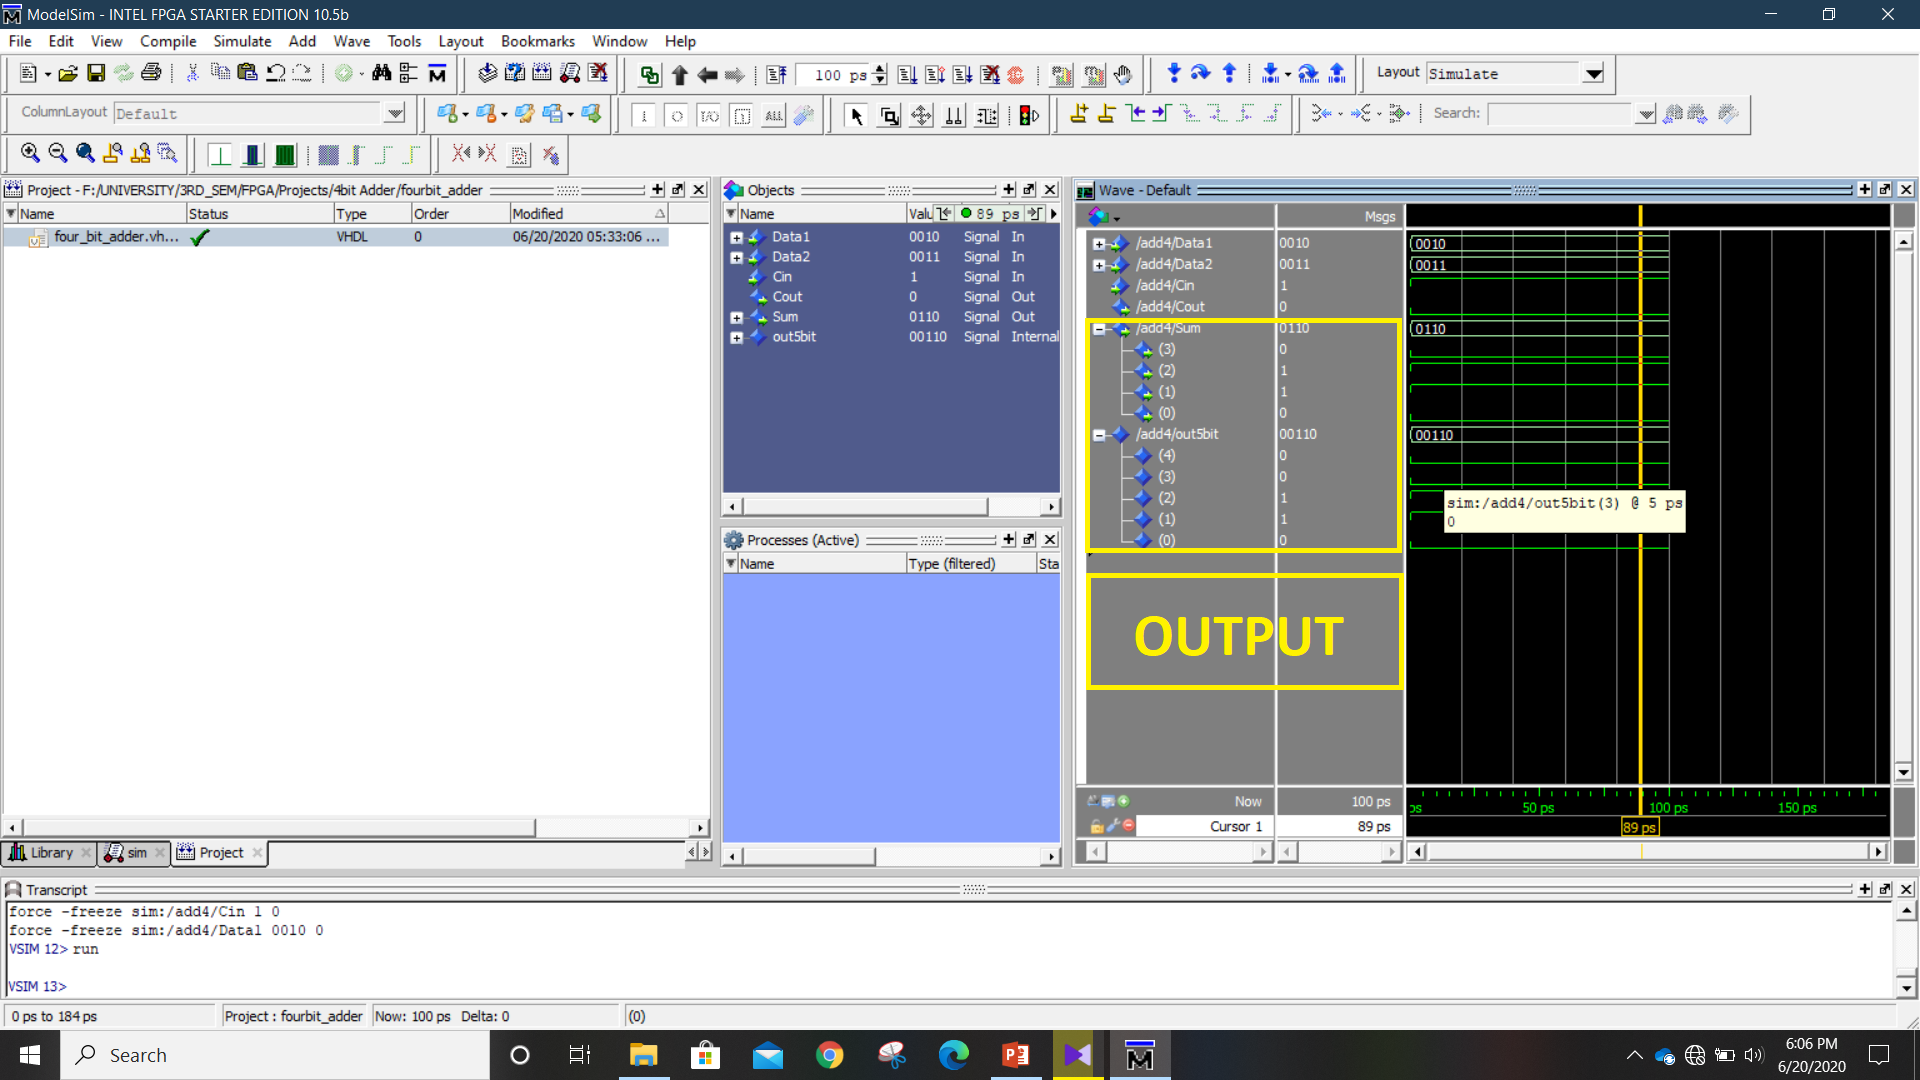 ModelSim - INTEL FPGA STARTER EDITION 10.5b
File Edit View Compile Simulate Add Wave Tools Layout Bookmarks Window Help
100 ps
Layout Simulate
ColumnLayout Default
ALL
Search:
Project - F:/UNIVERSITY/3RD_SEM/FPGA/Projects/4bit Adder/fourbit_adder
Name Status Type Order Modified
four_bit_adder.vh... VHDL 0 06/20/2020 05:33:06 ...
Library sim Project
Objects
Name Valu 89 ps
Data1 0010 Signal In
Data2 0011 Signal In
Cin 1 Signal In
Cout 0 Signal Out
Sum 0110 Signal Out
out5bit 00110 Signal Internal
Processes (Active)
Name Type (filtered) Sta
Wave - Default
Msgs
/add4/Data1 0010 0010
/add4/Data2 0011 0011
/add4/Cin 1
/add4/Cout 0
/add4/Sum 0110 0110
(3) 0
(2) 1
(1) 1
(0) 0
/add4/out5bit 00110 00110
(4) 0
(3) 0
(2) 1
(1) 1
(0) 0
sim:/add4/out5bit(3) @ 5 ps
0
OUTPUT
Now 100 ps ps 50 ps 100 ps 150 ps
Cursor 1 89 ps 89 ps
Transcript
force -freeze sim:/add4/Cin 1 0
force -freeze sim:/add4/Data1 0010 0
VSIM 12> run
VSIM 13>
0 ps to 184 ps Project : fourbit_adder Now: 100 ps Delta: 0 (0)
Search
6:06 PM
6/20/2020